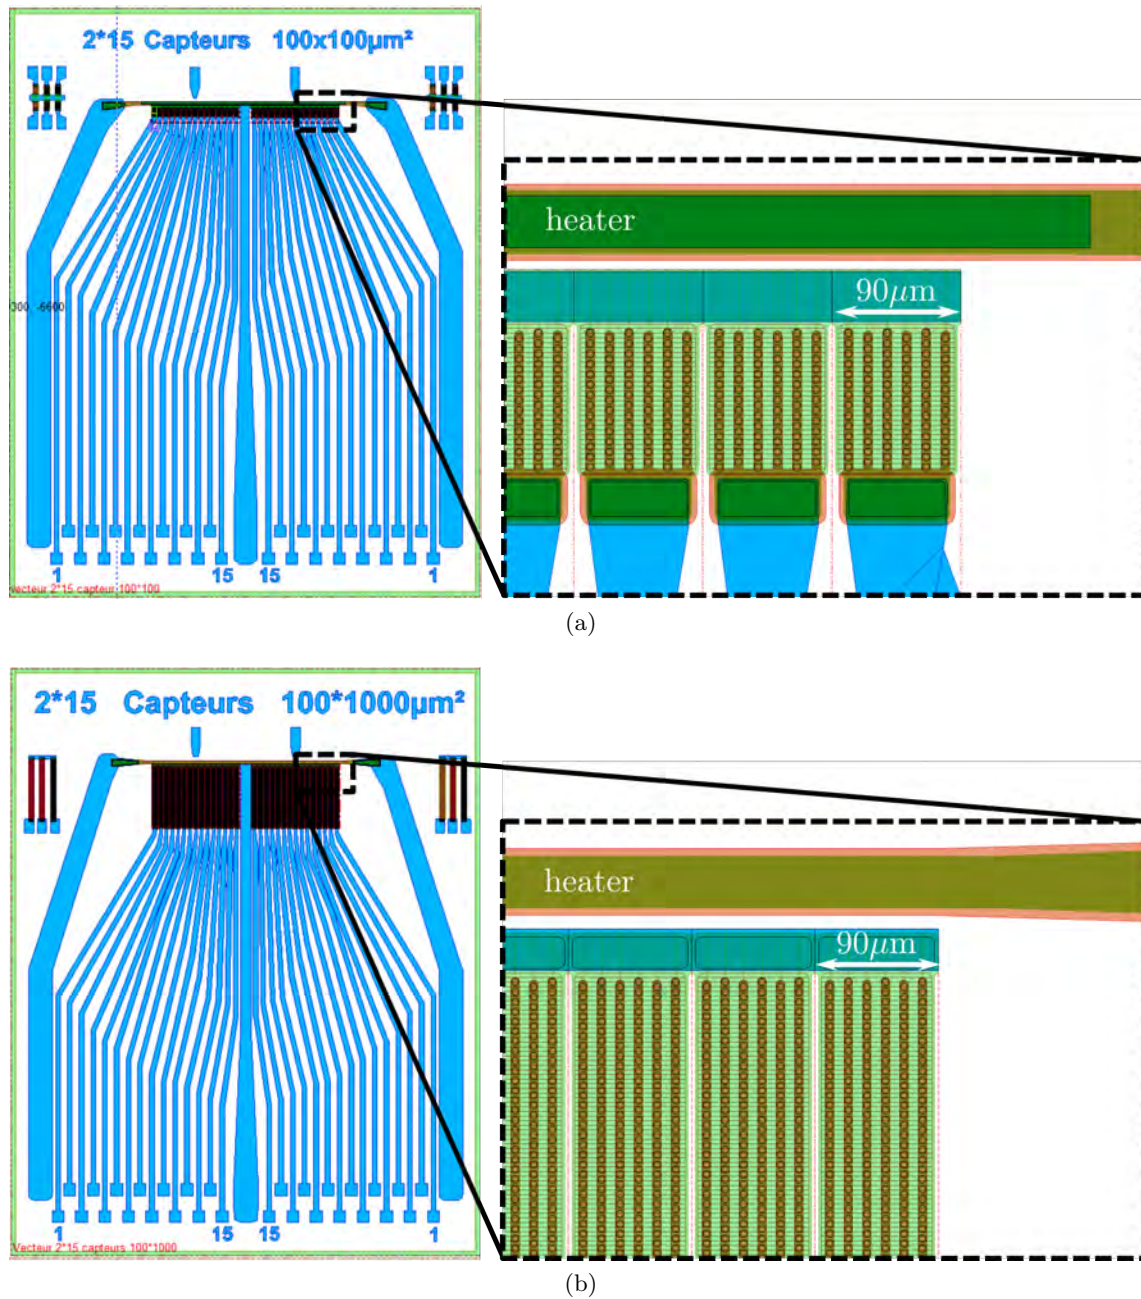 2*15 Capteurs 100x100µm²
heater
90µm
300, -6600
1 15 15 1
vecteur 2*15 capteur 100*100
(a)
2*15 Capteurs 100*1000µm²
heater
90µm
1 15 15 1
Vecteur 2*15 capteurs 100*1000
(b)